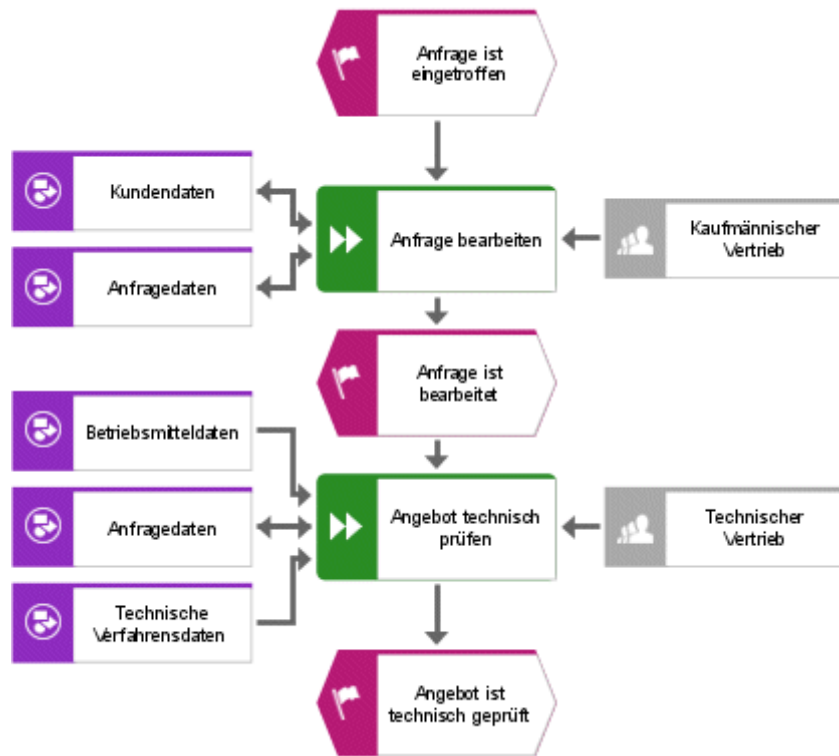 Anfrage ist
eingetroffen
Kundendaten
Anfrage bearbeiten
Kaufmännischer
Vertrieb
Anfragedaten
Anfrage ist
bearbeitet
Betriebsmitteldaten
Anfragedaten
Angebot technisch
prüfen
Technischer
Vertrieb
Technische
Verfahrensdaten
Angebot ist
technisch geprüft